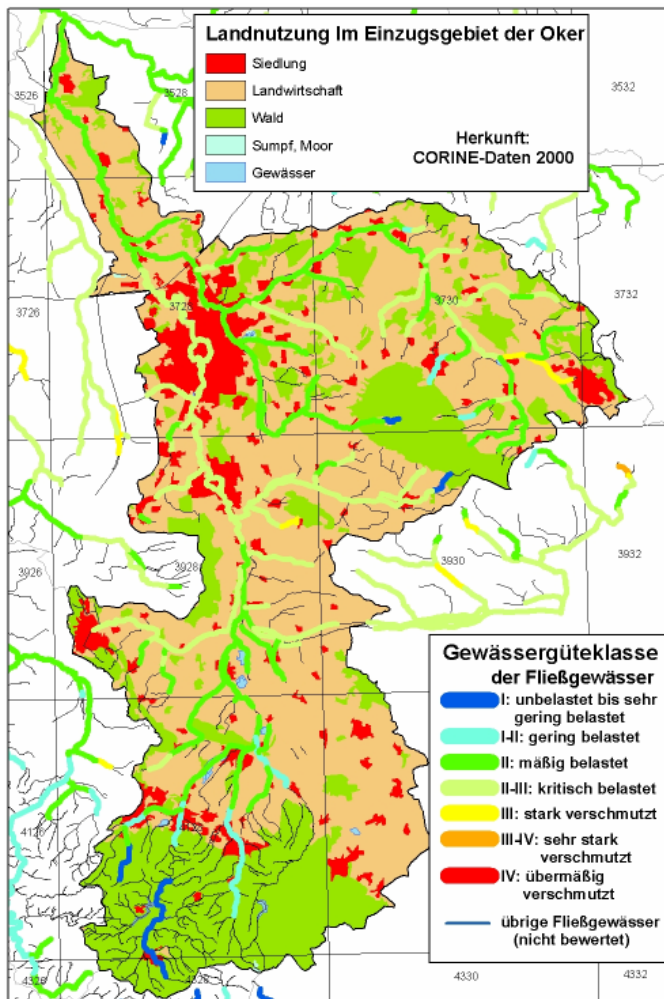 Landnutzung Im Einzugsgebiet der Oker
Siedlung
Landwirtschaft
Wald
Sumpf, Moor
Gewässer
Herkunft:
CORINE-Daten 2000
3526
3528
3532
3726
3730
3732
3926
3928
3930
3932
Gewässergüteklasse
der Fließgewässer
I: unbelastet bis sehr
gering belastet
I-II: gering belastet
II: mäßig belastet
II-III: kritisch belastet
III: stark verschmutzt
III-IV: sehr stark
verschmutzt
IV: übermäßig
verschmutzt
übrige Fließgewässer
(nicht bewertet)
4126
4326
4328
4330
4332